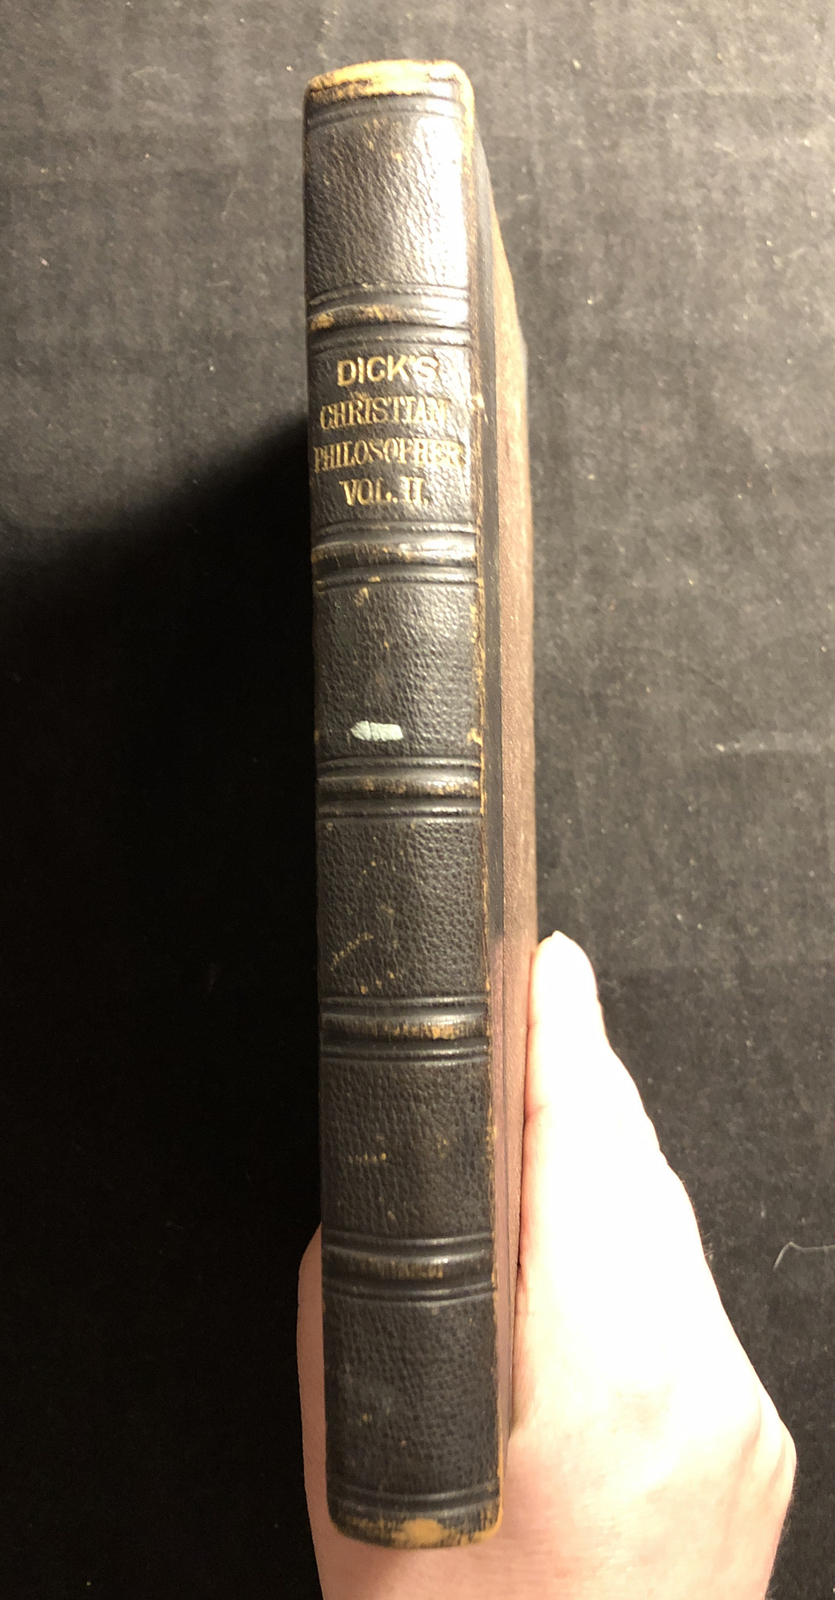 DICK'S
CHRISTIAN
PHILOSOPHER
VOL. II.